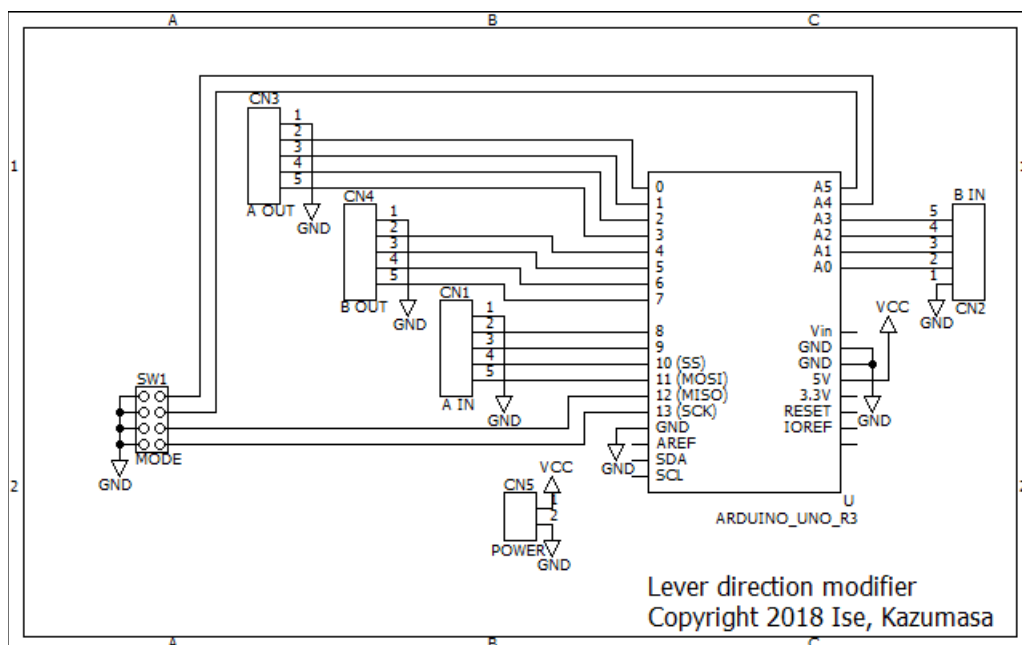 A B C
CN3
1
2
3
4
5
A OUT
GND
CN4
1
2
3
4
5
B OUT
GND
CN1
1
2
3
4
5
A IN
GND
SW1
MODE
GND
0
1
2
3
4
5
6
7
8
9
10 (SS)
11 (MOSI)
12 (MISO)
13 (SCK)
GND
AREF
SDA
SCL
GND
A5
A4
A3
A2
A1
A0
Vin
GND
GND
5V
3.3V
RESET
IOREF
U
ARDUINO_UNO_R3
B IN
5
4
3
2
1
CN2
GND
VCC
GND
VCC
CN5
1
2
POWER
GND
1
1
2
2
Lever direction modifier
Copyright 2018 Ise, Kazumasa
A B C